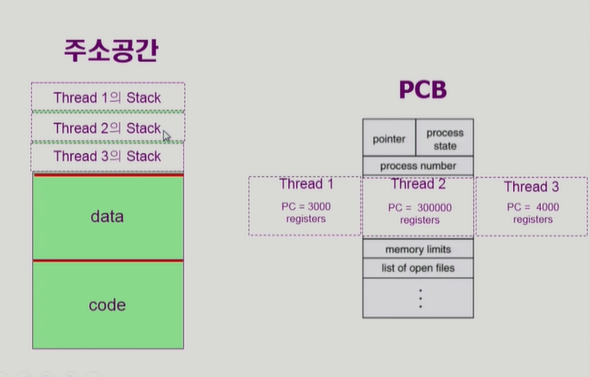 주소공간
Thread 1의 Stack
Thread 2의 Stack
Thread 3의 Stack
data
code
PCB
pointer
process
state
process number
Thread 1
PC = 3000
registers
Thread 2
PC = 300000
registers
Thread 3
PC = 4000
registers
memory limits
list of open files